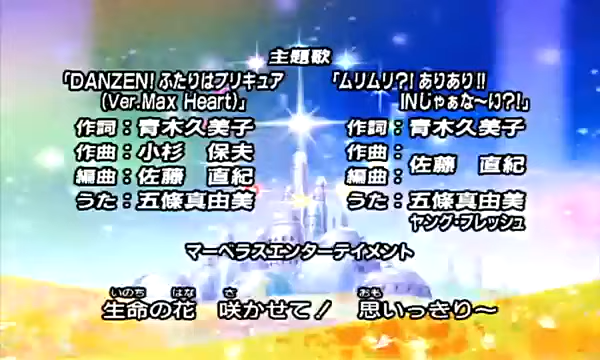 主題歌
「DANZEN! ふたりはプリキュア
(Ver.Max Heart)」
作詞：青木久美子
作曲：小杉　保夫
編曲：佐藤　直紀
うた：五條真由美
「ムリムリ?! ありあり!!
INじゃぁな～い?!」
作詞：青木久美子
作曲：
編曲：
佐藤　直紀
うた：五條真由美
ヤング・フレッシュ
マーベラスエンターテイメント
いのち　はな　さ　おも
生命の花　咲かせて！　思いっきり～